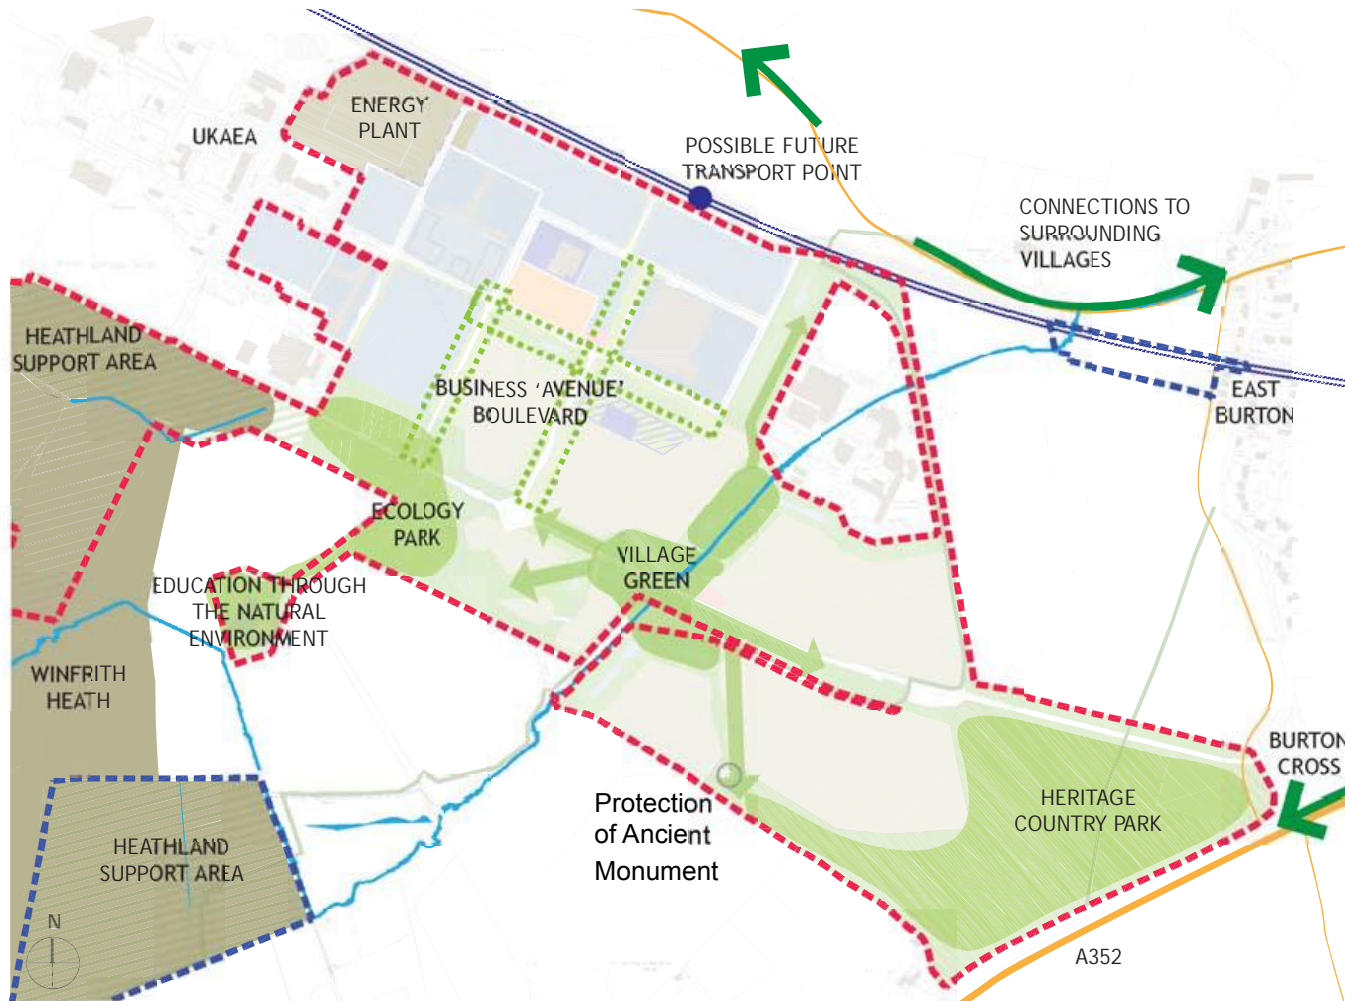 ENERGY
PLANT
UKAEA
POSSIBLE FUTURE
TRANSPORT POINT
CONNECTIONS TO
SURROUNDING
VILLAGES
HEATHLAND
SUPPORT AREA
BUSINESS ‘AVENUE’
BOULEVARD
EAST
BURTON
ECOLOGY
PARK
VILLAGE
GREEN
EDUCATION THROUGH
THE NATURAL
ENVIRONMENT
WINFRITH
HEATH
BURTON
CROSS
Protection
of Ancient
Monument
HERITAGE
COUNTRY PARK
HEATHLAND
SUPPORT AREA
N
A352